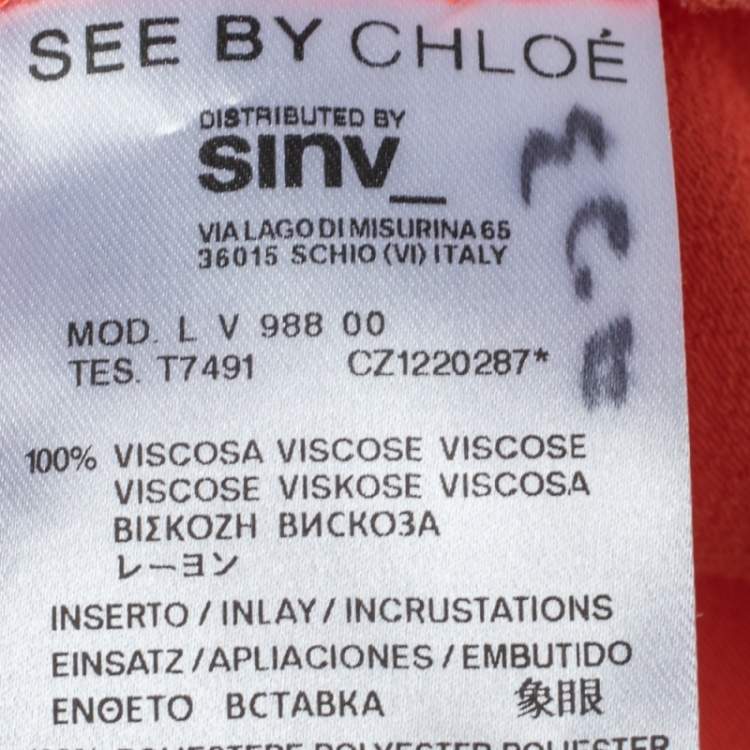 SEE BY CHLOÉ
DISTRIBUTED BY
sinv_
VIA LAGO DI MISURINA 65
36015 SCHIO (VI) ITALY
MOD. L V 988 00
TES. T7491 CZ1220287*
100% VISCOSA VISCOSE VISCOSE
VISCOSE VISKOSE VISCOSA
ΒΙΣΚΟΖΗ ВИСКОЗА
レーヨン
INSERTO / INLAY / INCRUSTATIONS
EINSATZ / APLIACIONES / EMBUTIDO
ΕΝΘΕΤΟ ВСТАВКА 象眼
POLYESTER